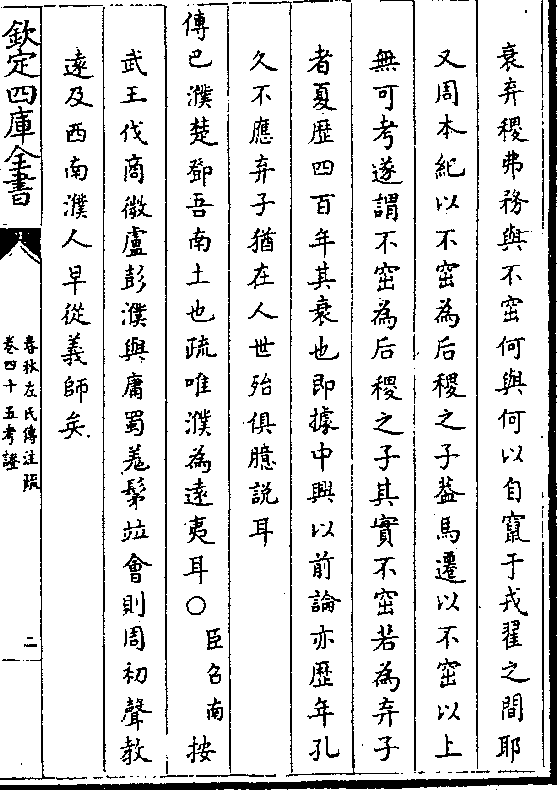 衰弃稷弗務與不窋何與何以自竄于戎翟之間耶
又周本紀以不窋為后稷之子葢馬遷以不窋以上
無可考遂謂不窋為后稷之子其實不窋若為弃子
者夏歷四百年其衰也即據中興以前論亦歷年孔
久不應弃子猶在人世殆俱臆說耳
傳巴濮楚鄧吾南土也疏唯濮為遠夷耳○臣召南按
武王伐商微盧彭濮與庸蜀羌髳竝會則周初聲教
遠及西南濮人早從義師矣
欽定四庫全書
春秋左氏傳注疏
卷四十五考證
二